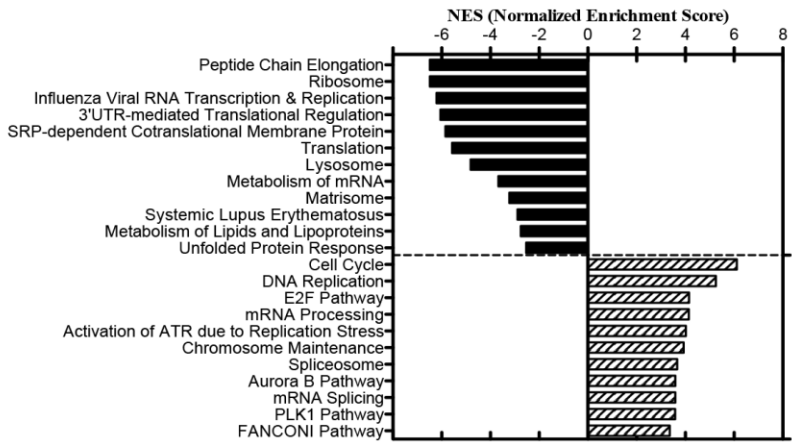 NES (Normalized Enrichment Score)
-6 -4 -2 0 2 4 6 8
Peptide Chain Elongation
Ribosome
Influenza Viral RNA Transcription & Replication
3'UTR-mediated Translational Regulation
SRP-dependent Cotranslational Membrane Protein
Translation
Lysosome
Metabolism of mRNA
Matrisome
Systemic Lupus Erythematosus
Metabolism of Lipids and Lipoproteins
Unfolded Protein Response
Cell Cycle
DNA Replication
E2F Pathway
mRNA Processing
Activation of ATR due to Replication Stress
Chromosome Maintenance
Spliceosome
Aurora B Pathway
mRNA Splicing
PLK1 Pathway
FANCONI Pathway